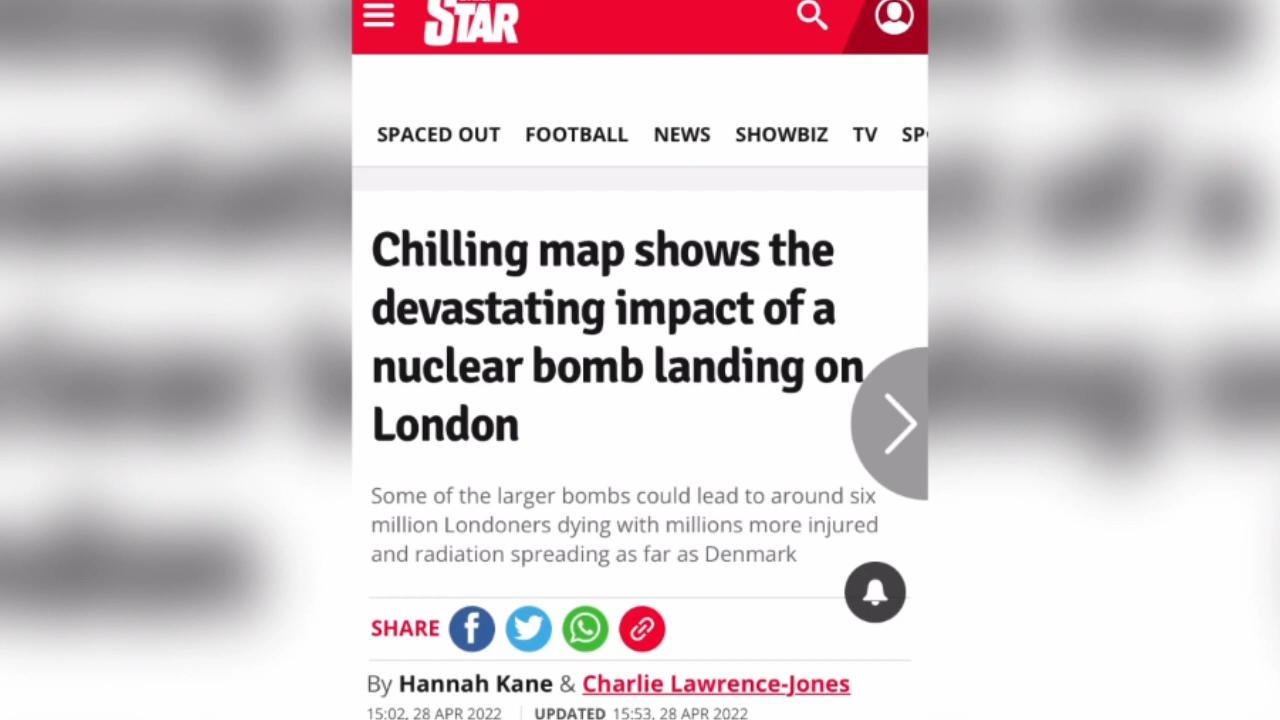 STAR
SPACED OUT FOOTBALL NEWS SHOWBIZ TV
Chilling map shows the
devastating impact of a
nuclear bomb landing on
London
Some of the larger bombs could lead to around six
million Londoners dying with millions more injured
and radiation spreading as far as Denmark
SHARE
By Hannah Kane & Charlie Lawrence-Jones
15:02, 28 APR 2022 | UPDATED 15:53, 28 APR 2022